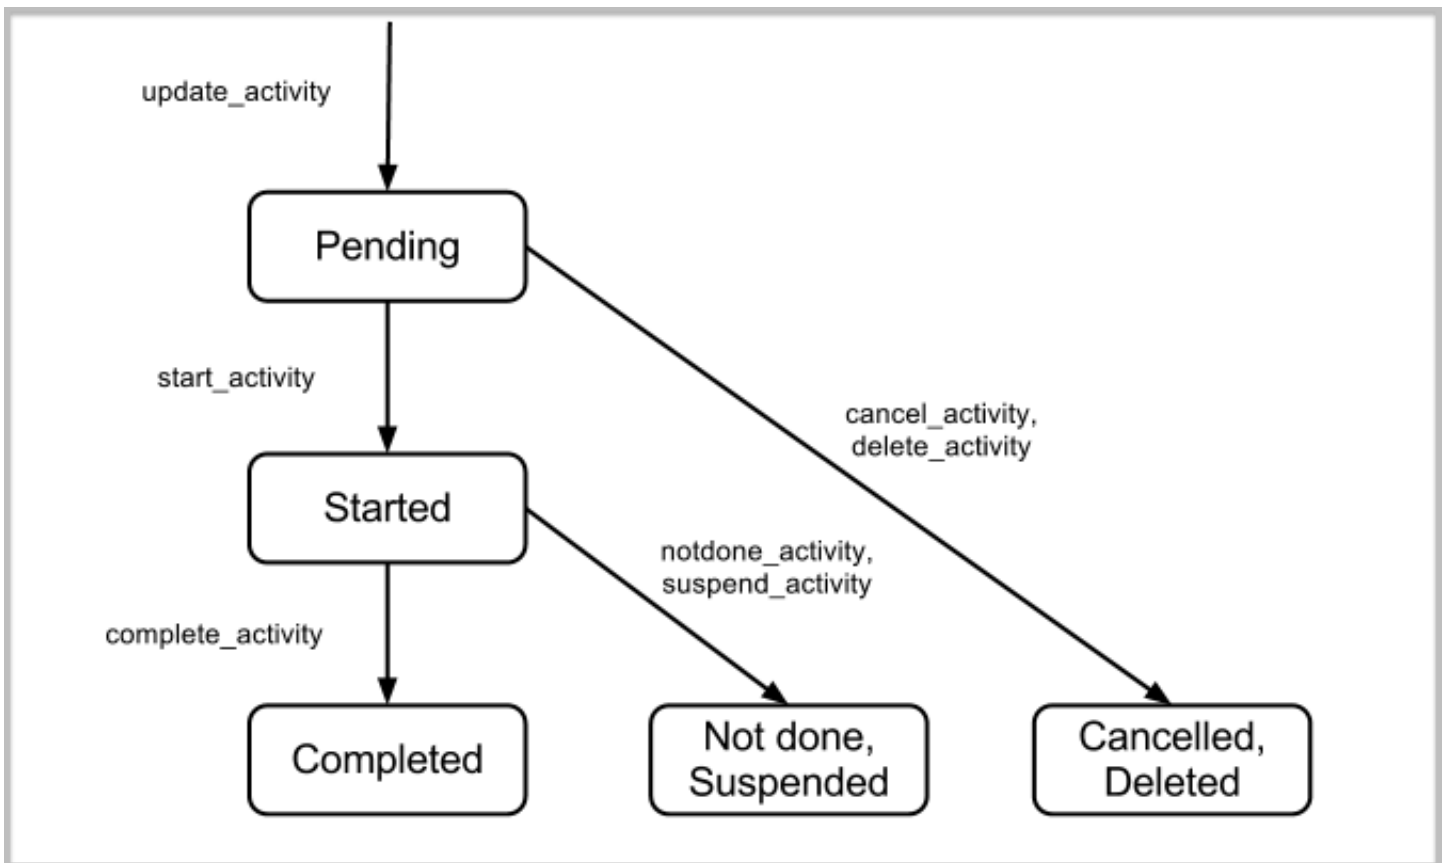 update_activity
Pending
start_activity
cancel_activity,
delete_activity
Started
notdone_activity,
suspend_activity
complete_activity
Completed
Not done,
Suspended
Cancelled,
Deleted